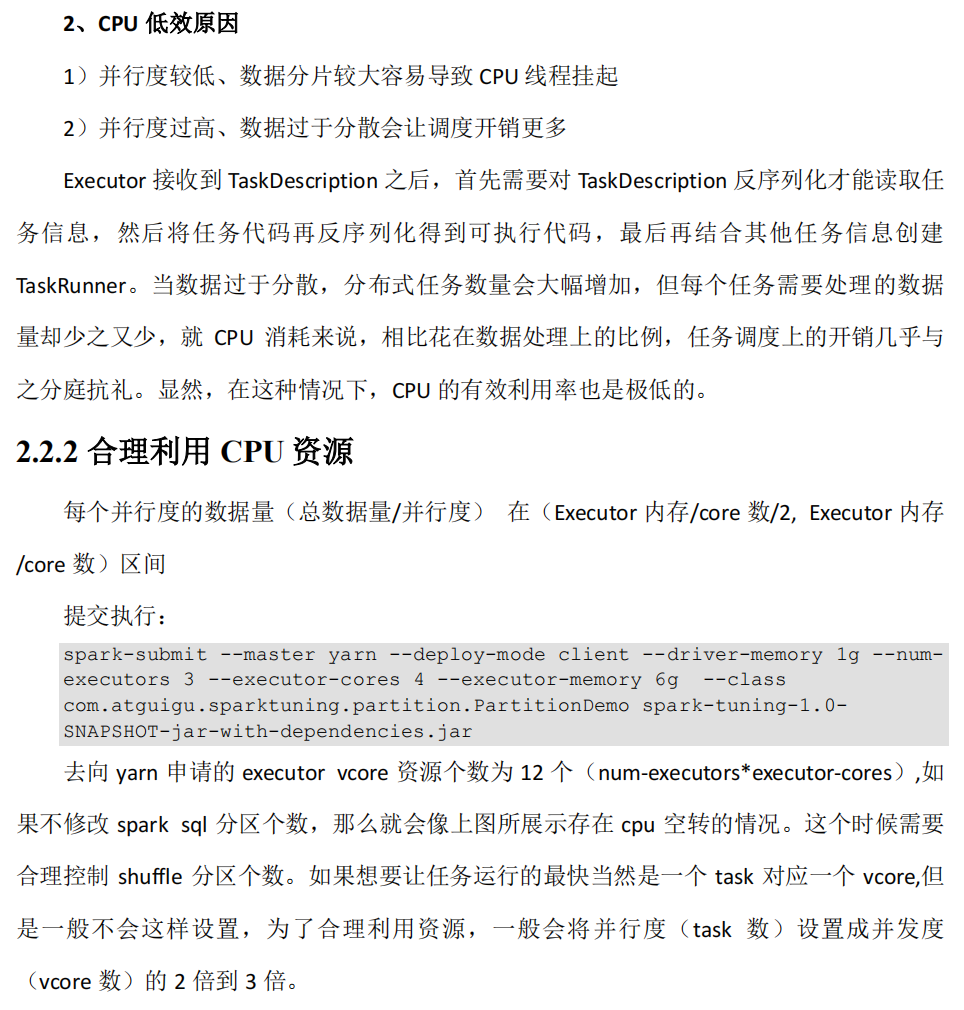 2、CPU 低效原因
1）并行度较低、数据分片较大容易导致 CPU 线程挂起
2）并行度过高、数据过于分散会让调度开销更多
Executor 接收到 TaskDescription 之后，首先需要对 TaskDescription 反序列化才能读取任
务信息，然后将任务代码再反序列化得到可执行代码，最后再结合其他任务信息创建
TaskRunner。当数据过于分散，分布式任务数量会大幅增加，但每个任务需要处理的数据
量却少之又少，就 CPU 消耗来说，相比花在数据处理上的比例，任务调度上的开销几乎与
之分庭抗礼。显然，在这种情况下，CPU 的有效利用率也是极低的。
2.2.2 合理利用 CPU 资源
每个并行度的数据量（总数据量/并行度） 在（Executor 内存/core 数/2, Executor 内存
/core 数）区间
提交执行：
spark-submit --master yarn --deploy-mode client --driver-memory 1g --num-
executors 3 --executor-cores 4 --executor-memory 6g  --class
com.atguigu.sparktuning.partition.PartitionDemo spark-tuning-1.0-
SNAPSHOT-jar-with-dependencies.jar
去向 yarn 申请的 executor vcore 资源个数为 12 个（num-executors*executor-cores）,如
果不修改 spark sql 分区个数，那么就会像上图所展示存在 cpu 空转的情况。这个时候需要
合理控制 shuffle 分区个数。如果想要让任务运行的最快当然是一个 task 对应一个 vcore,但
是一般不会这样设置，为了合理利用资源，一般会将并行度（task 数）设置成并发度
（vcore 数）的 2 倍到 3 倍。